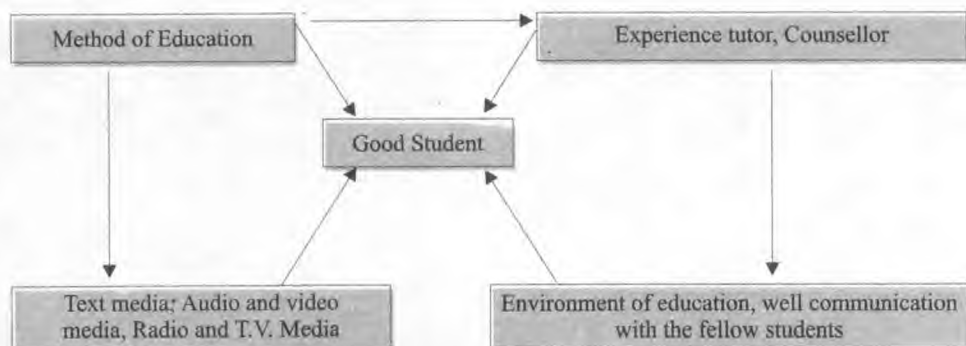 Method of Education
Experience tutor, Counsellor
Good Student
Text media; Audio and video
media, Radio and T.V. Media
Environment of education, well communication
with the fellow students